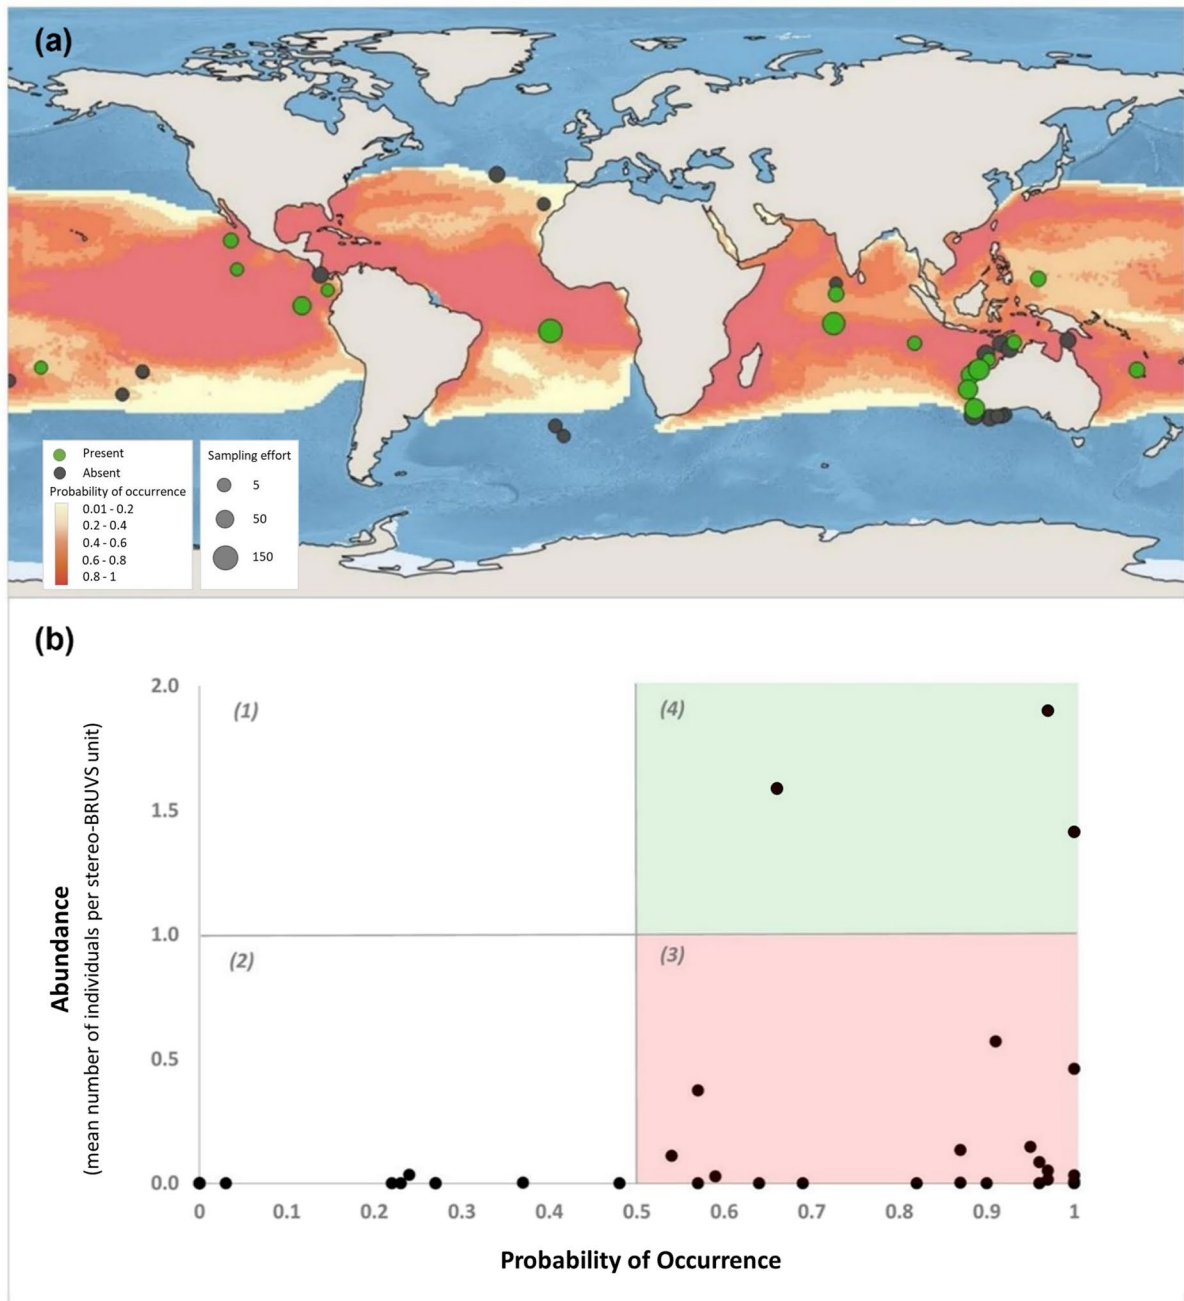 (a)
Present
Absent
Probability of occurrence
0.01 - 0.2
0.2 - 0.4
0.4 - 0.6
0.6 - 0.8
0.8 - 1
Sampling effort
5
50
150
(b)
Abundance
(mean number of individuals per stereo-BRUVS unit)
2.0
1.5
1.0
0.5
0.0
(1)
(4)
(2)
(3)
0 0.1 0.2 0.3 0.4 0.5 0.6 0.7 0.8 0.9 1
Probability of Occurrence